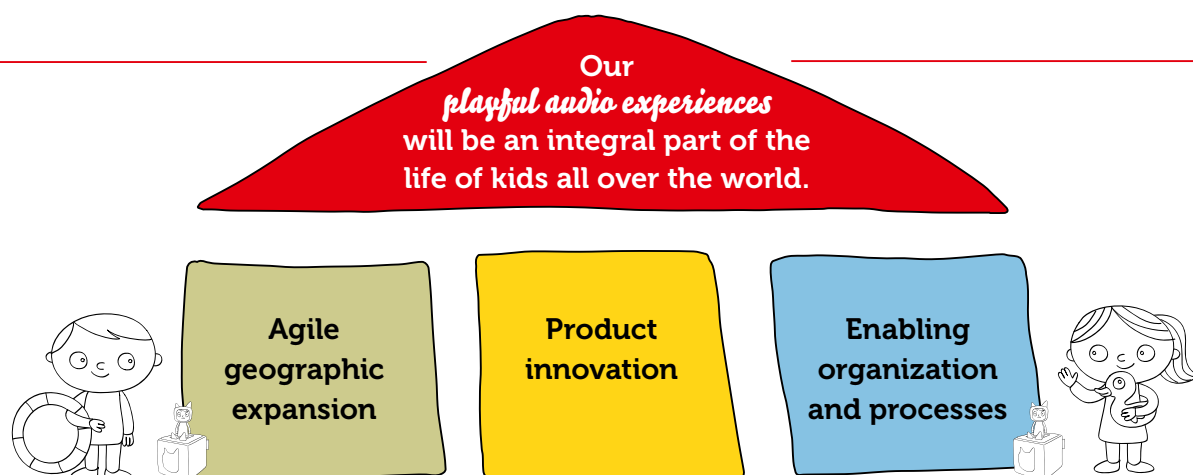 Our
playful audio experiences
will be an integral part of the
life of kids all over the world.
Agile
geographic
expansion
Product
innovation
Enabling
organization
and processes